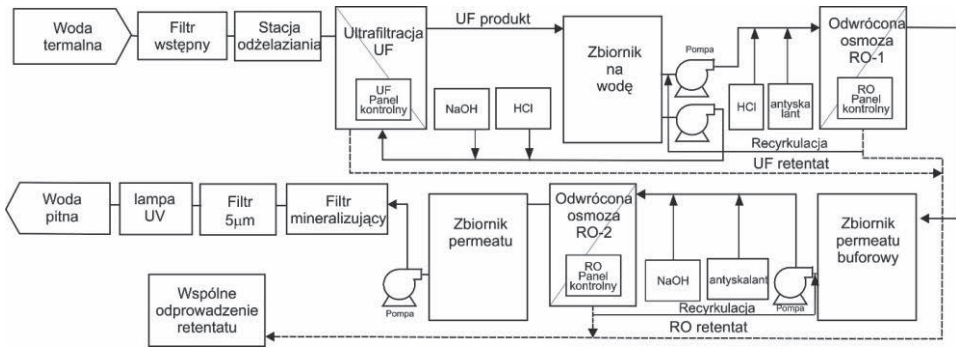 Woda
termalna
Filtr
wstępny
Stacja
odżelaziania
Ultrafiltracja
UF
UF
Panel
kontrolny
UF produkt
NaOH
HCl
Zbiornik
na
wodę
Pompa
HCl
antyska
lant
Odwrócona
osmoza
RO-1
RO
Panel
kontrolny
Recyrkulacja
UF retentat
Woda
pitna
lampa
UV
Filtr
5µm
Filtr
mineralizujący
Pompa
Zbiornik
permeatu
Odwrócona
osmoza
RO-2
RO
Panel
kontrolny
NaOH
antyskalant
Pompa
Zbiornik
permeatu
buforowy
Recyrkulacja
RO retentat
Wspólne
odprowadzenie
retentatu